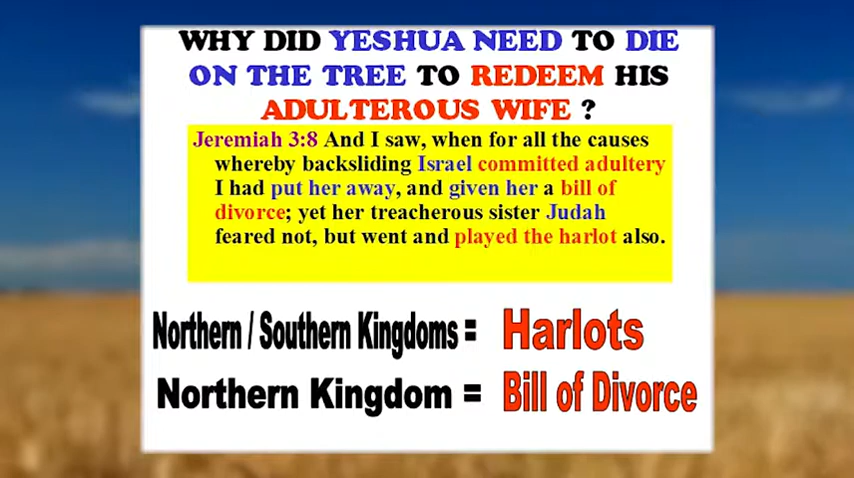 WHY DID YESHUA NEED TO DIE
ON THE TREE TO REDEEM HIS
ADULTEROUS WIFE ?
Jeremiah 3:8 And I saw, when for all the causes
whereby backsliding Israel committed adultery
I had put her away, and given her a bill of
divorce; yet her treacherous sister Judah
feared not, but went and played the harlot also.
Northern / Southern Kingdoms = Harlots
Northern Kingdom = Bill of Divorce